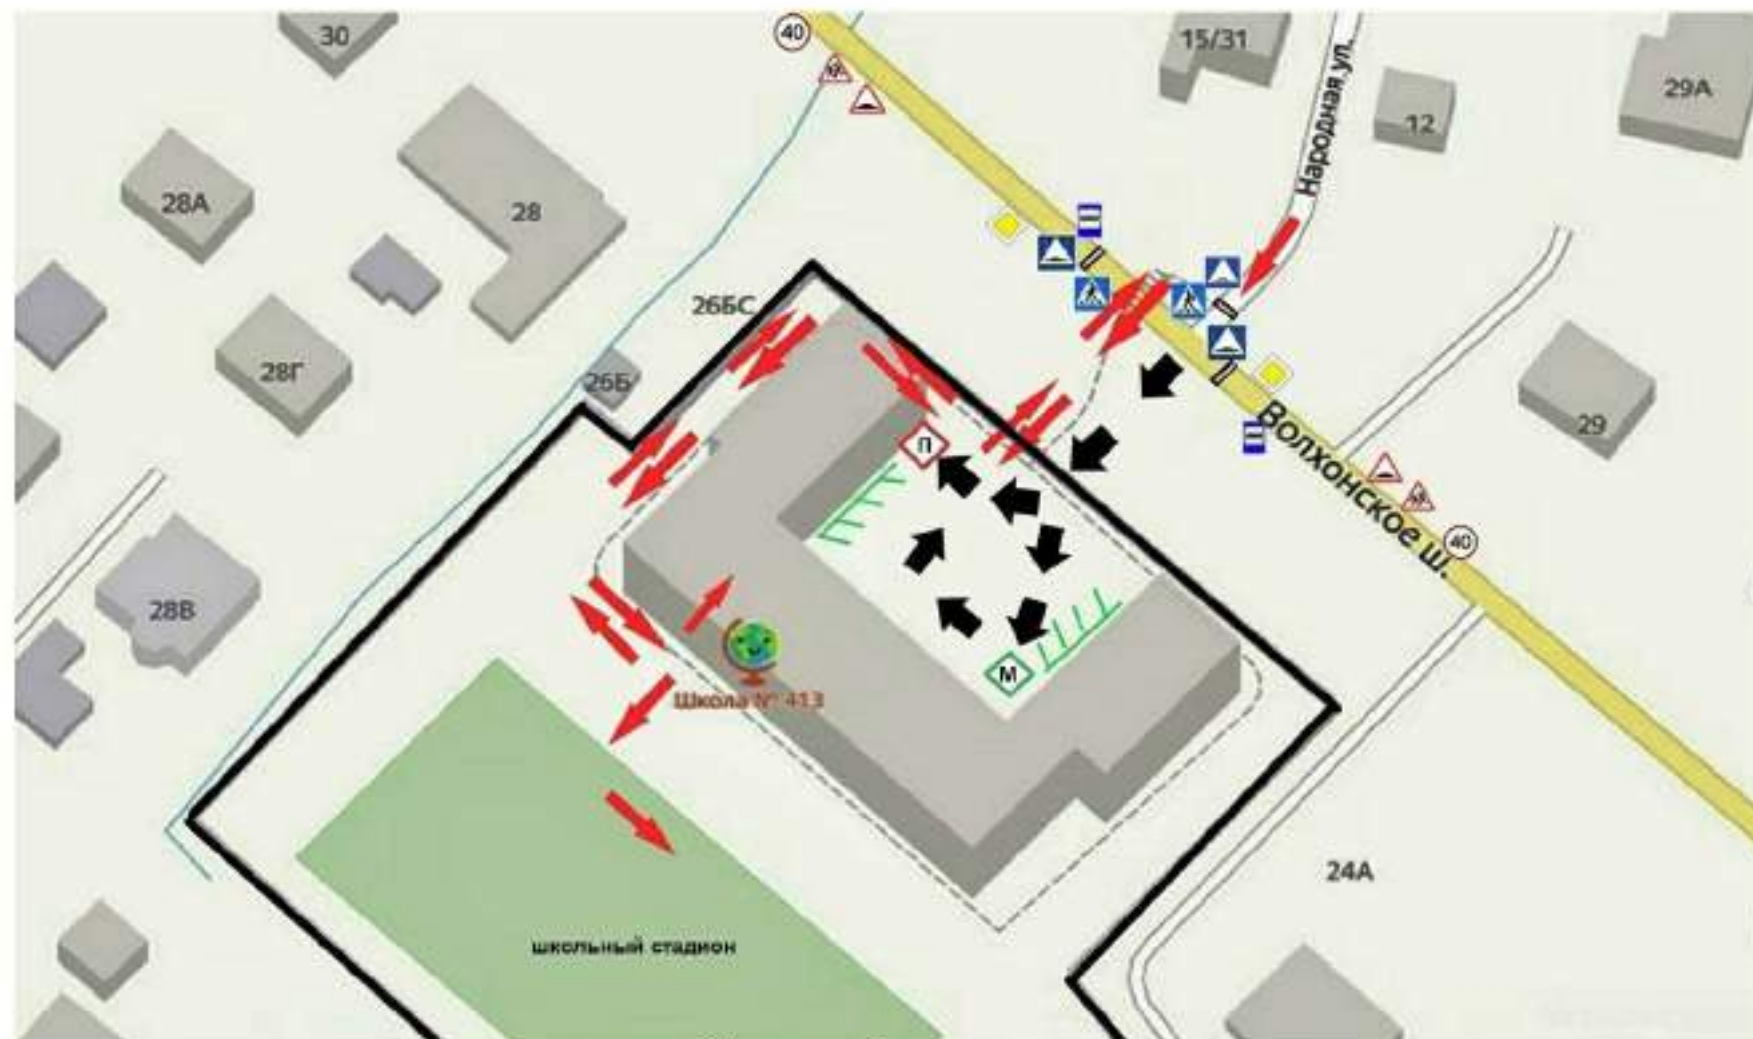 30
40
15/31
Народная ул.
29А
12
28А
28
26БС
28Г
26Б
29
Волхонское ш.
П
40
28В
М
Школа № 413
24А
школьный стадион